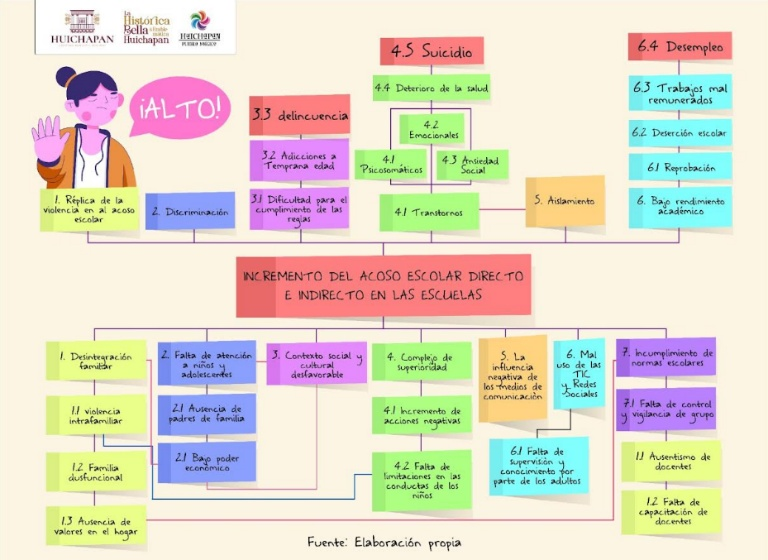 HUICHAPAN
La
Histórica
Bella
Huichapan
HUICHAPAN
PUEBLO MÁGICO
¡ALTO!
4.5 Suicidio
6.4 Desempleo
4.4 Deterioro de la salud
6.3 Trabajos mal
remunerados
3.3 delincuencia
4.2
Emocionales
6.2 Deserción escolar
3.2 Adicciones a
Temprana edad
4.1
Psicosomáticos
4.3 Ansiedad
Social
6.1 Reprobación
1. Réplica de la
violencia en al acoso
escolar
2. Discriminación
3.1 Dificultad para el
cumplimiento de las
reglas
4.1 Transtornos
5. Aislamiento
6. Bajo rendimiento
académico
INCREMENTO DEL ACOSO ESCOLAR DIRECTO
E INDIRECTO EN LAS ESCUELAS
1. Desintegración
familiar
2. Falta de atención
a niños y
adolescentes
3. Contexto social y
cultural
desfavorable
4. Complejo de
superioridad
5. La
influencia
negativa de
los medios de
comunicación
6. Mal
uso de las
TIC
y Redes
Sociales
7. Incumplimiento de
normas escolares
1.1 violencia
intrafamiliar
2.1 Ausencia de
padres de familia
4.1 Incremento de
acciones negativas
7.1 Falta de control
y vigilancia de grupo
1.2 Familia
disfuncional
2.1 Bajo poder
económico
4.2 Falta de
limitaciones en las
conductas de los
niños
6.1 Falta de
supervisión y
conocimiento por
parte de los adultos
1.1 Ausentismo de
docentes
1.3 Ausencia de
valores en el hogar
1.2 Falta de
capacitación de
docentes
Fuente: Elaboración propia